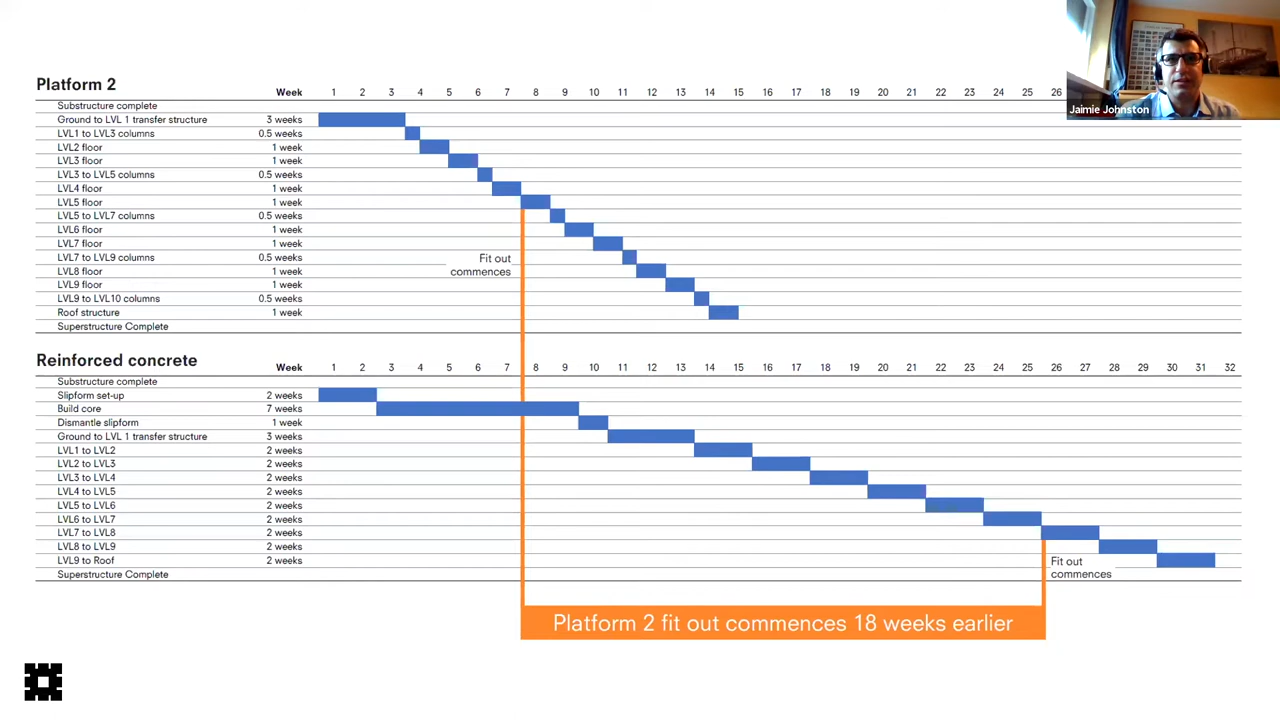 Platform 2
Week 1 2 3 4 5 6 7 8 9 10 11 12 13 14 15 16 17 18 19 20 21 22 23 24 25 26
Substructure complete
Ground to LVL 1 transfer structure 3 weeks
LVL1 to LVL3 columns 0.5 weeks
LVL2 floor 1 week
LVL3 floor 1 week
LVL3 to LVL5 columns 0.5 weeks
LVL4 floor 1 week
LVL5 floor 1 week
LVL5 to LVL7 columns 0.5 weeks
LVL6 floor 1 week
LVL7 floor 1 week
LVL7 to LVL9 columns 0.5 weeks
LVL8 floor 1 week
LVL9 floor 1 week
LVL9 to LVL10 columns 0.5 weeks
Roof structure 1 week
Superstructure Complete
Fit out
commences
Jaimie Johnston
Reinforced concrete
Week 1 2 3 4 5 6 7 8 9 10 11 12 13 14 15 16 17 18 19 20 21 22 23 24 25 26 27 28 29 30 31 32
Substructure complete
Slipform set-up 2 weeks
Build core 7 weeks
Dismantle slipform 1 week
Ground to LVL 1 transfer structure 3 weeks
LVL1 to LVL2 2 weeks
LVL2 to LVL3 2 weeks
LVL3 to LVL4 2 weeks
LVL4 to LVL5 2 weeks
LVL5 to LVL6 2 weeks
LVL6 to LVL7 2 weeks
LVL7 to LVL8 2 weeks
LVL8 to LVL9 2 weeks
LVL9 to Roof 2 weeks
Superstructure Complete
Fit out
commences
Platform 2 fit out commences 18 weeks earlier